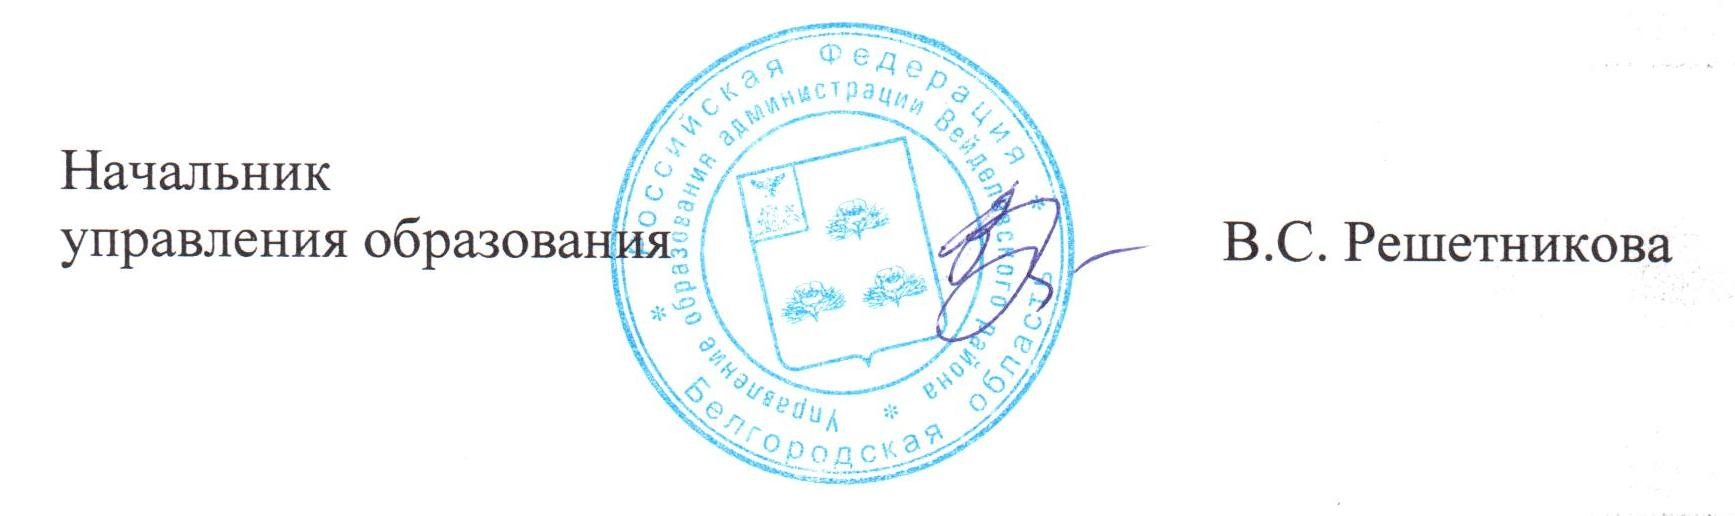 Начальник
управления образования
В.С. Решетникова
Российская Федерация * Белгородская область *
Управление образования администрации Вейделевского района *